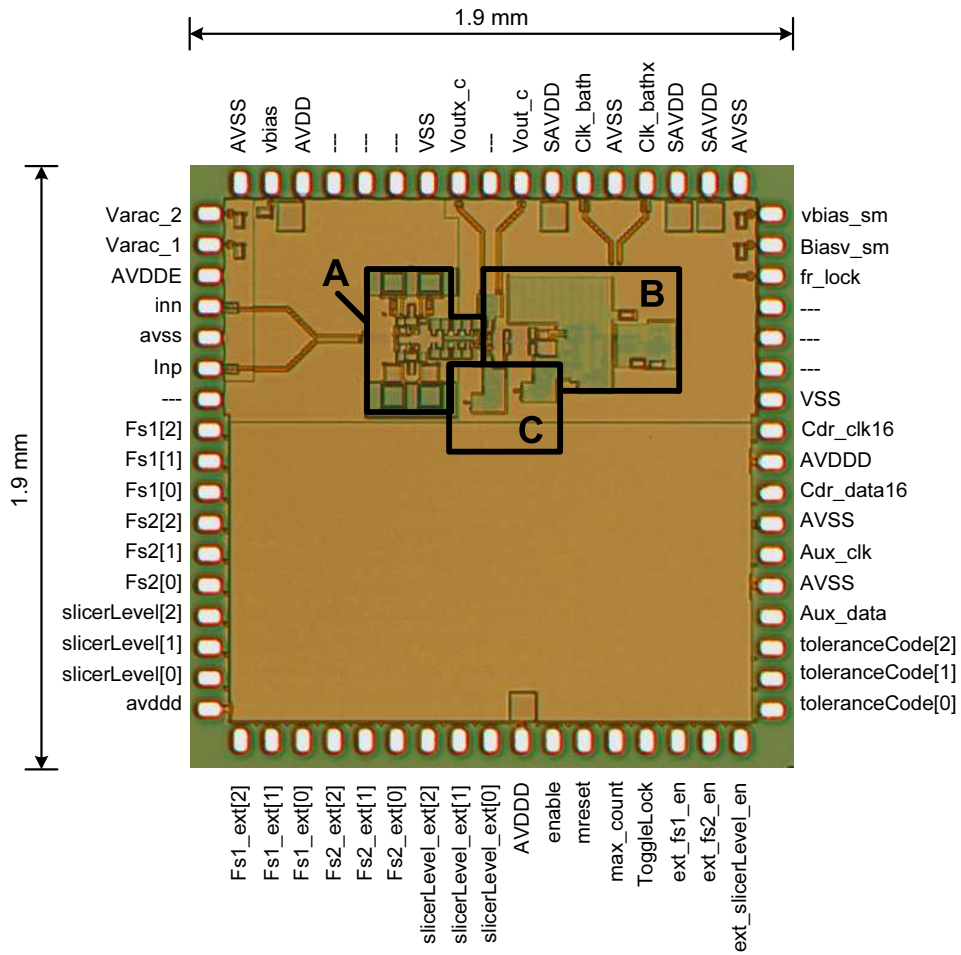 1.9 mm
AVSS
vbias
AVDD
---
---
---
VSS
Voutx_c
---
Vout_c
SAVDD
Clk_bath
AVSS
Clk_bathx
SAVDD
SAVDD
AVSS
1.9 mm
Varac_2
Varac_1
AVDDE
inn
avss
Inp
---
Fs1[2]
Fs1[1]
Fs1[0]
Fs2[2]
Fs2[1]
Fs2[0]
slicerLevel[2]
slicerLevel[1]
slicerLevel[0]
avddd
A
B
C
vbias_sm
Biasv_sm
fr_lock
---
---
---
VSS
Cdr_clk16
AVDDD
Cdr_data16
AVSS
Aux_clk
AVSS
Aux_data
toleranceCode[2]
toleranceCode[1]
toleranceCode[0]
Fs1_ext[2]
Fs1_ext[1]
Fs1_ext[0]
Fs2_ext[2]
Fs2_ext[1]
Fs2_ext[0]
slicerLevel_ext[2]
slicerLevel_ext[1]
slicerLevel_ext[0]
AVDDD
enable
mreset
max_count
ToggleLock
ext_fs1_en
ext_fs2_en
ext_slicerLevel_en